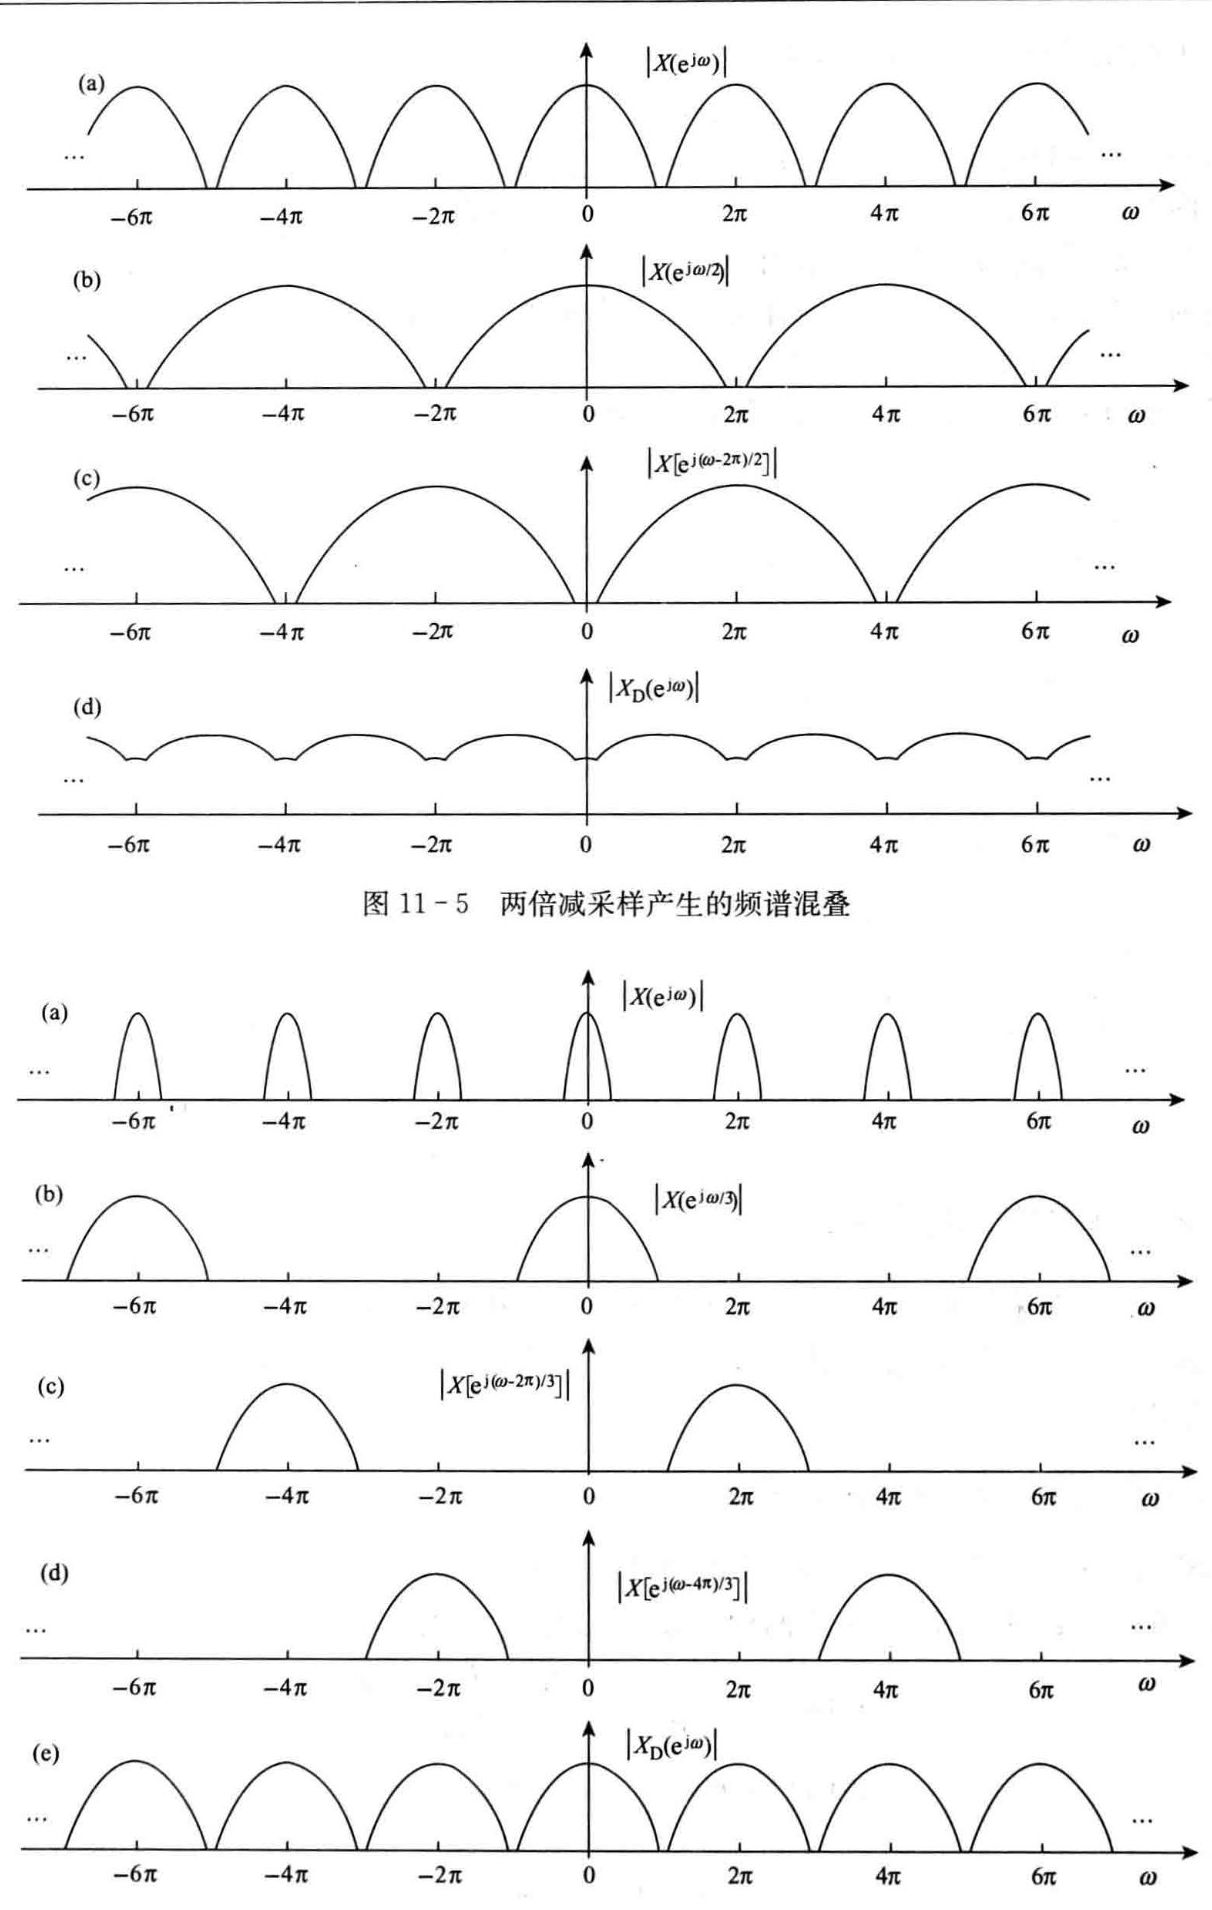 (a) |X(e^{jω})|
... ...
−6π −4π −2π 0 2π 4π 6π ω
(b) |X(e^{jω/2})|
... ...
−6π −4π −2π 0 2π 4π 6π ω
(c) |X[e^{j(ω-2π)/2}]|
... ...
−6π −4π −2π 0 2π 4π 6π ω
(d) |X_D(e^{jω})|
... ...
−6π −4π −2π 0 2π 4π 6π ω
图 11-5 两倍减采样产生的频谱混叠
(a) |X(e^{jω})|
... ...
−6π −4π −2π 0 2π 4π 6π ω
(b) |X(e^{jω/3})|
... ...
−6π −4π −2π 0 2π 4π 6π ω
(c) |X[e^{j(ω-2π)/3}]|
... ...
−6π −4π −2π 0 2π 4π 6π ω
(d) |X[e^{j(ω-4π)/3}]|
... ...
−6π −4π −2π 0 2π 4π 6π ω
(e) |X_D(e^{jω})|
... ...
−6π −4π −2π 0 2π 4π 6π ω